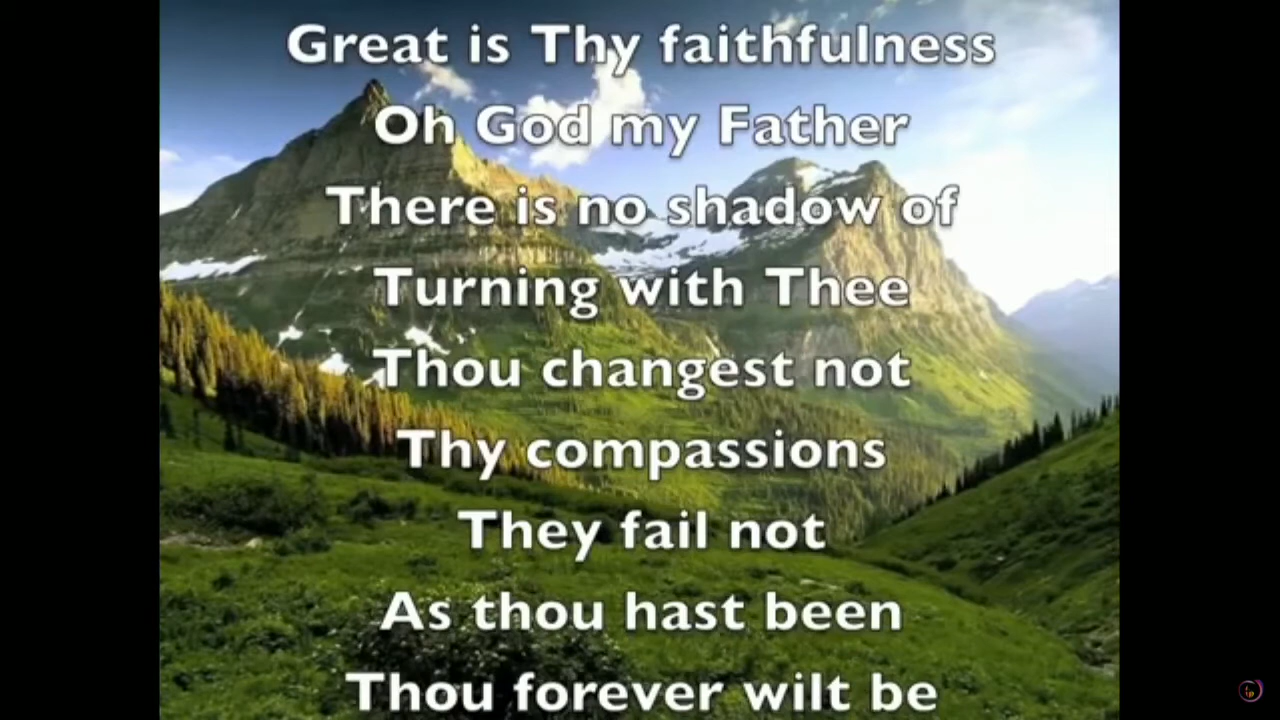 Great is Thy faithfulness
Oh God my Father
There is no shadow of
Turning with Thee
Thou changest not
Thy compassions
They fail not
As thou hast been
Thou forever wilt be